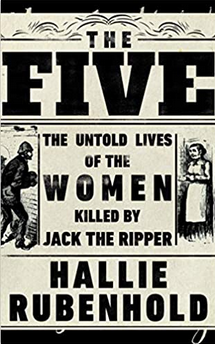 THE
FIVE
THE UNTOLD LIVES
OF THE
WOMEN
KILLED BY
JACK THE RIPPER
HALLIE
RUBENHOLD